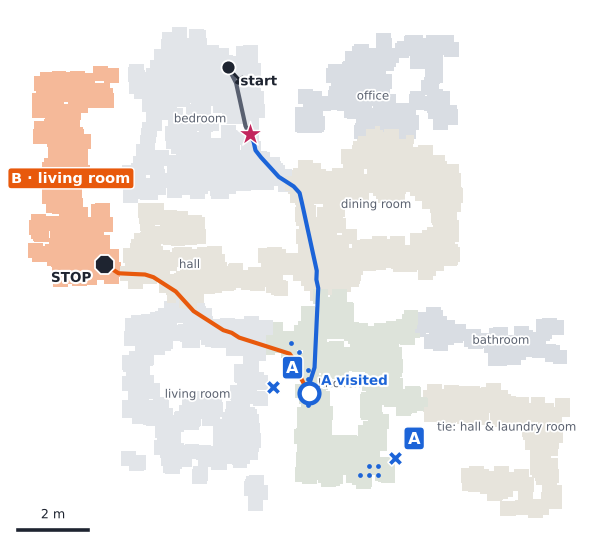 start
office
bedroom
B · living room
dining room
hall
STOP
bathroom
A
A visited
living room
A
tie: hall & laundry room
2 m